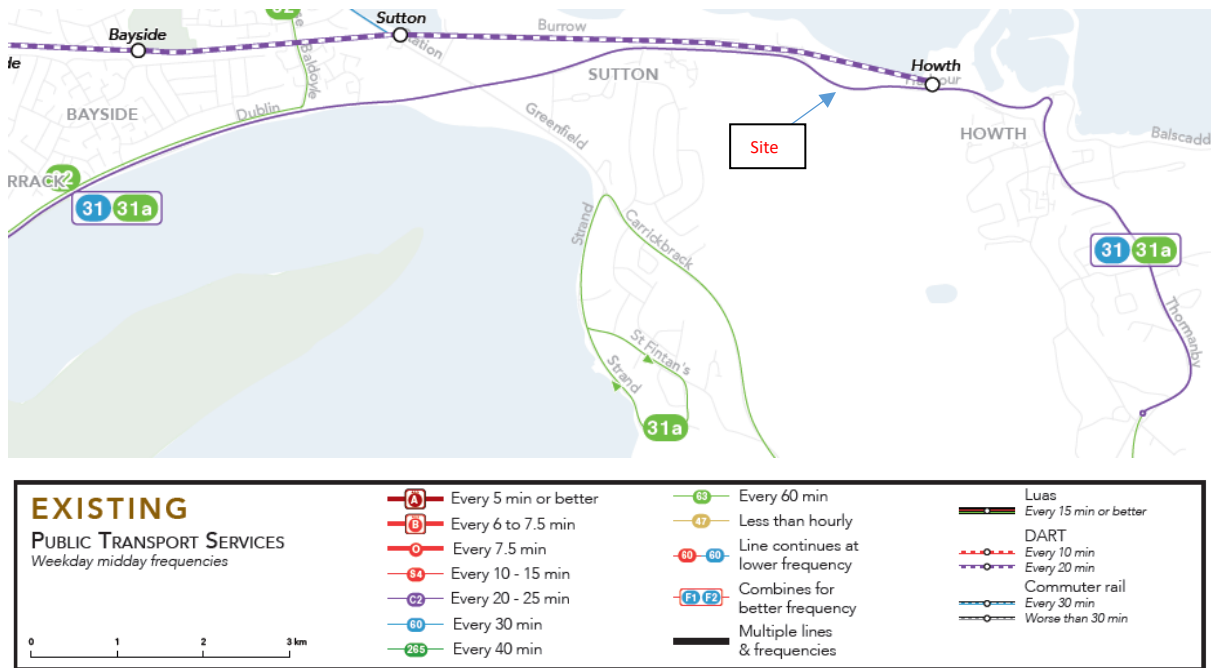 Sutton
Burrow
Bayside
Howth
SUTTON
BAYSIDE
Baldoyle
Dublin
Greenfield
Site
HOWTH
31 31a
Strand
Carrickbrack
31 31a
Thormanby
St Fintan's
Strand
31a
EXISTING
PUBLIC TRANSPORT SERVICES
Weekday midday frequencies
0 1 2 3 km
A Every 5 min or better
B Every 6 to 7.5 min
O Every 7.5 min
S4 Every 10 - 15 min
C2 Every 20 - 25 min
60 Every 30 min
265 Every 40 min
63 Every 60 min
47 Less than hourly
60 60 Line continues at
lower frequency
F1 F2 Combines for
better frequency
Multiple lines
& frequencies
Luas
Every 15 min or better
DART
Every 10 min
Every 20 min
Commuter rail
Every 30 min
Worse than 30 min